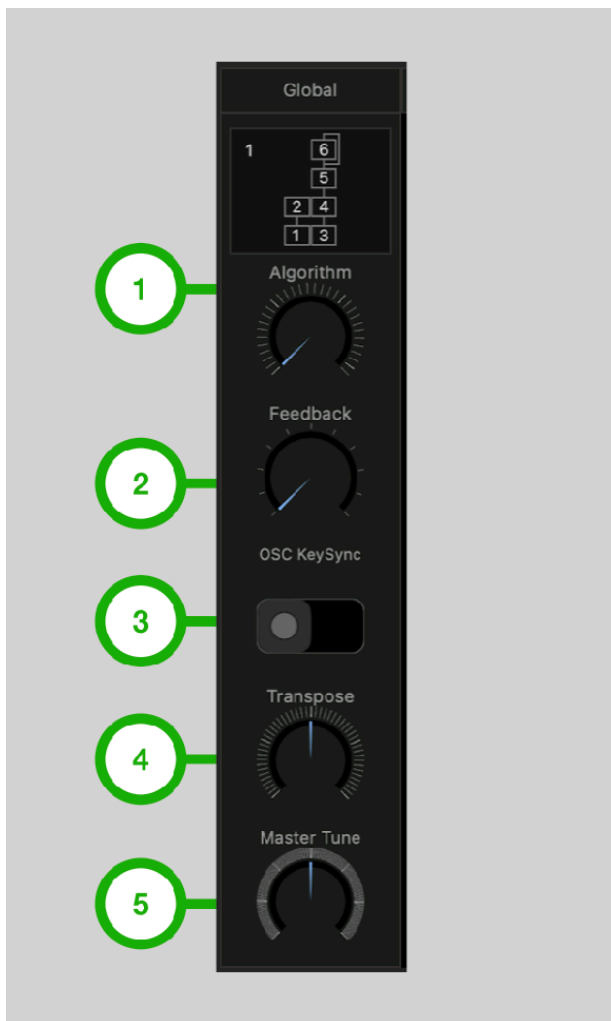 Global
1
6
5
2 4
1 3
1
Algorithm
Feedback
2
OSC KeySync
3
Transpose
4
Master Tune
5